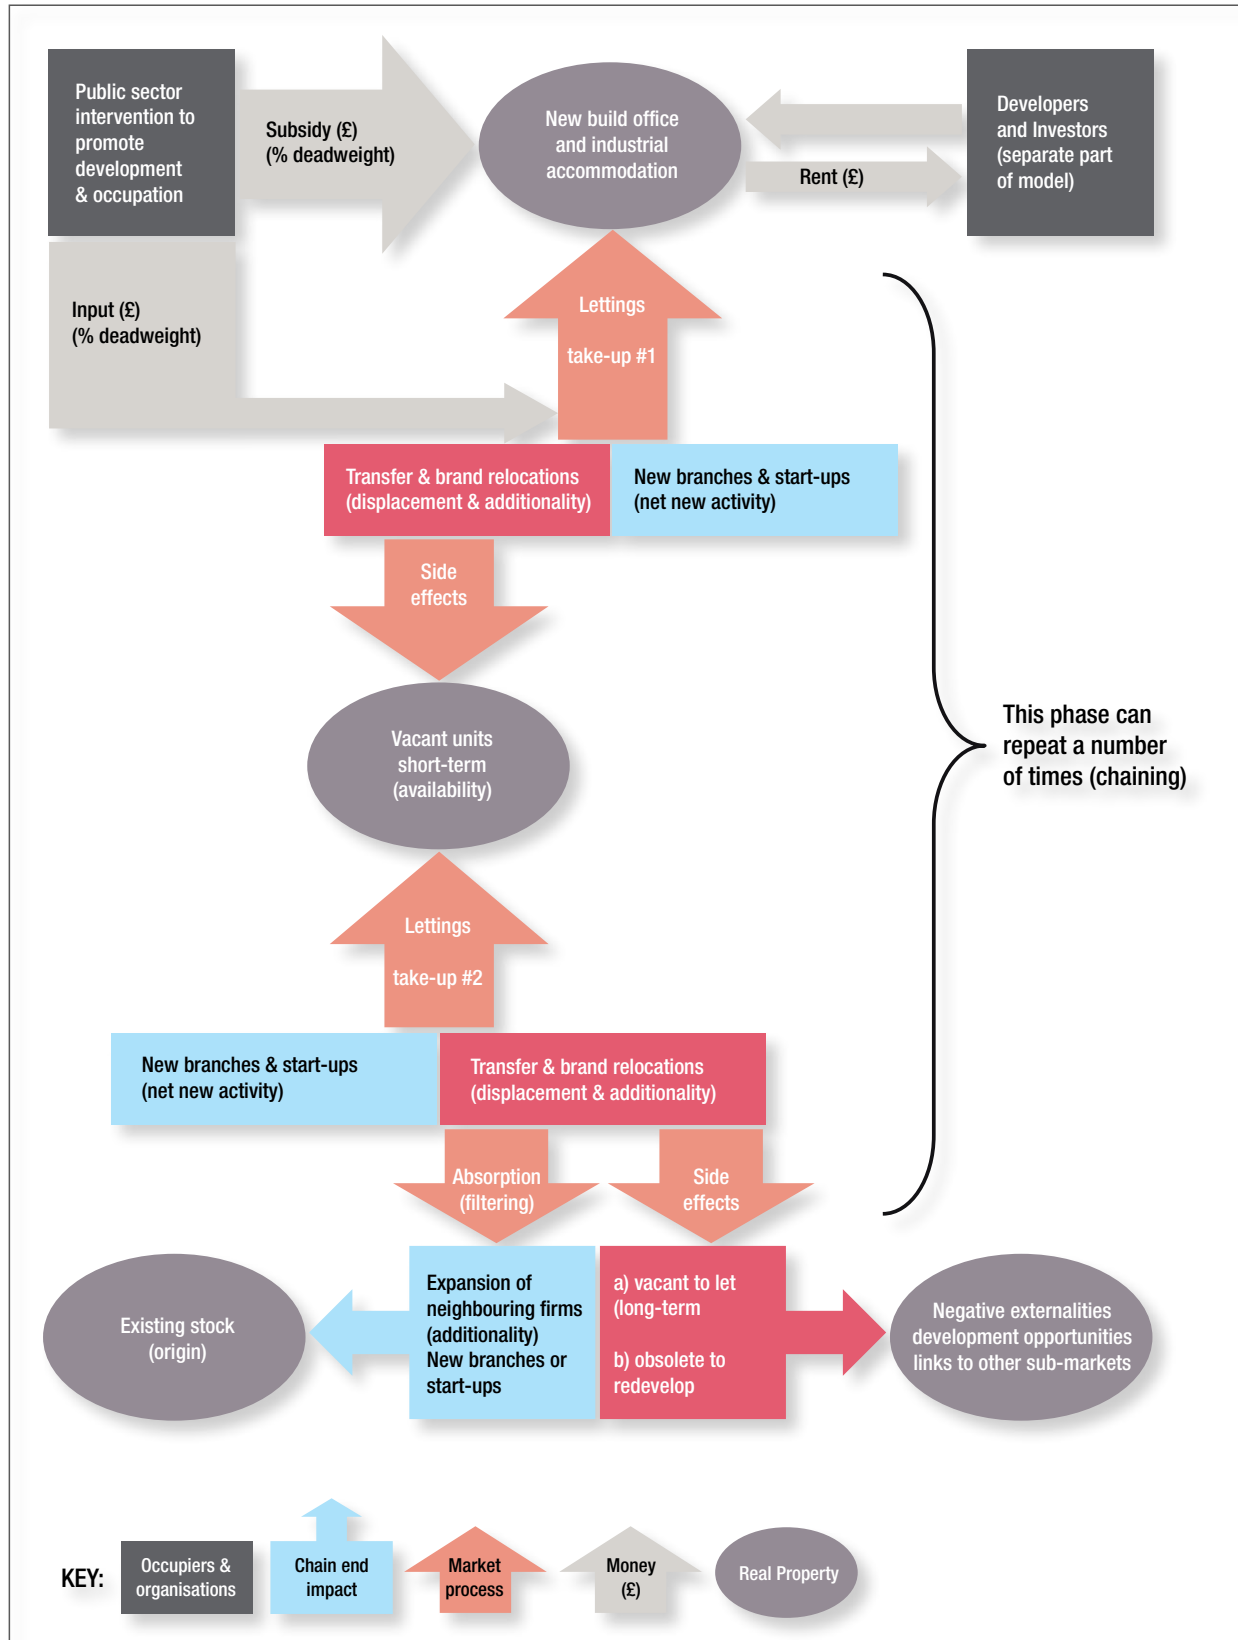 Public sector
intervention to
promote
development
& occupation
Subsidy (£)
(% deadweight)
New build office
and industrial
accommodation
Rent (£)
Developers
and Investors
(separate part
of model)
Input (£)
(% deadweight)
Lettings
take-up #1
Transfer & brand relocations
(displacement & additionality)
New branches & start-ups
(net new activity)
Side
effects
Vacant units
short-term
(availability)
This phase can
repeat a number
of times (chaining)
Lettings
take-up #2
New branches & start-ups
(net new activity)
Transfer & brand relocations
(displacement & additionality)
Absorption
(filtering)
Side
effects
Existing stock
(origin)
Expansion of
neighbouring firms
(additionality)
New branches or
start-ups
a) vacant to let
(long-term
b) obsolete to
redevelop
Negative externalities
development opportunities
links to other sub-markets
KEY:
Occupiers &
organisations
Chain end
impact
Market
process
Money
(£)
Real Property